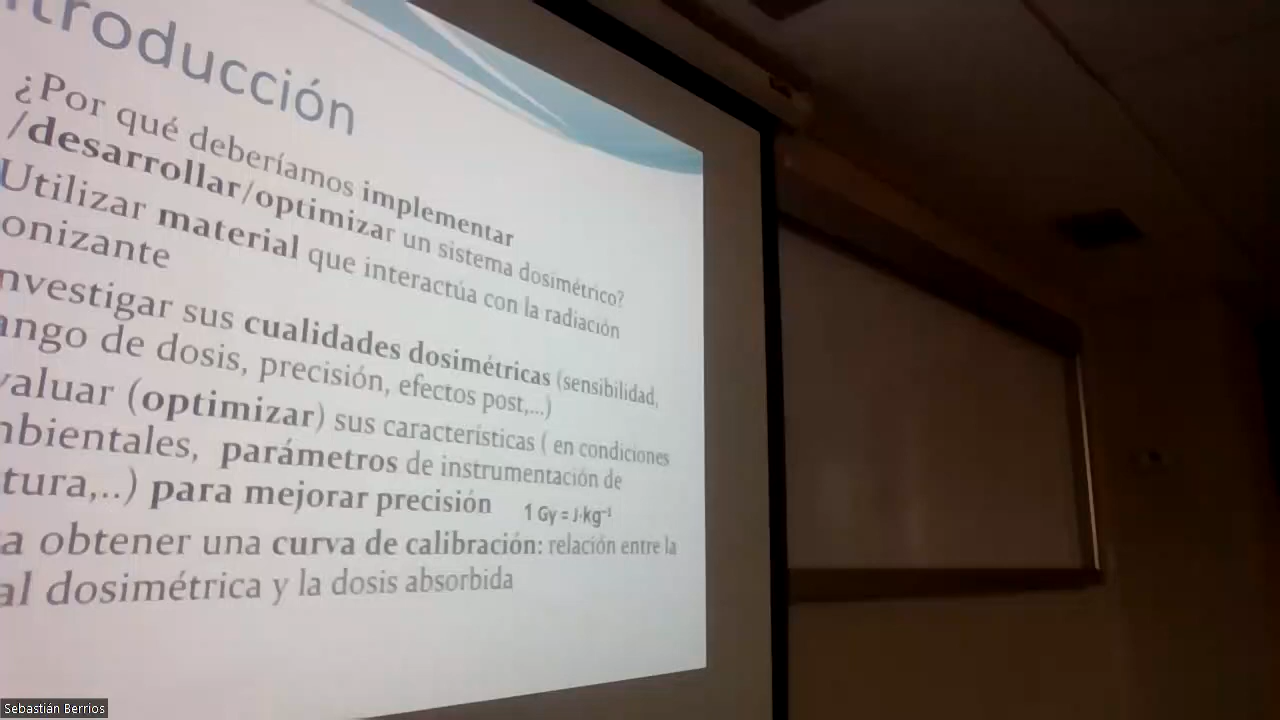 troducción
¿Por qué deberíamos implementar
/desarrollar/optimizar un sistema dosimétrico?
Utilizar material que interactúa con la radiación
onizante
nvestigar sus cualidades dosimétricas (sensibilidad,
ango de dosis, precisión, efectos post,...)
valuar (optimizar) sus características ( en condiciones
mbientales, parámetros de instrumentación de
tura,..) para mejorar precisión 1 Gy = J·kg⁻¹
a obtener una curva de calibración: relación entre la
al dosimétrica y la dosis absorbida
Sebastián Berrios